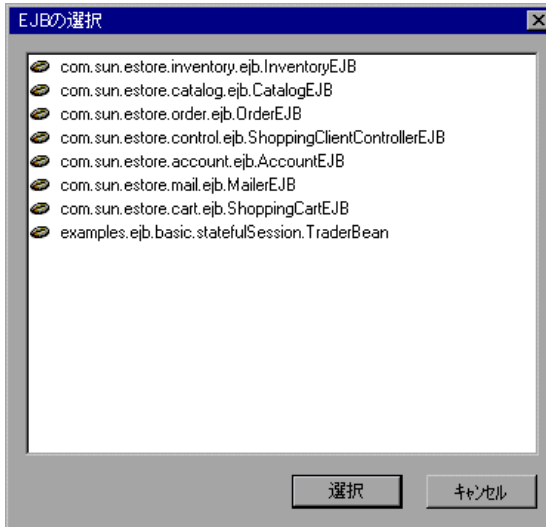 EJBの選択
com.sun.estore.inventory.ejb.InventoryEJB
com.sun.estore.catalog.ejb.CatalogEJB
com.sun.estore.order.ejb.OrderEJB
com.sun.estore.control.ejb.ShoppingClientControllerEJB
com.sun.estore.account.ejb.AccountEJB
com.sun.estore.mail.ejb.MailerEJB
com.sun.estore.cart.ejb.ShoppingCartEJB
examples.ejb.basic.statefulSession.TraderBean
選択
キャンセル